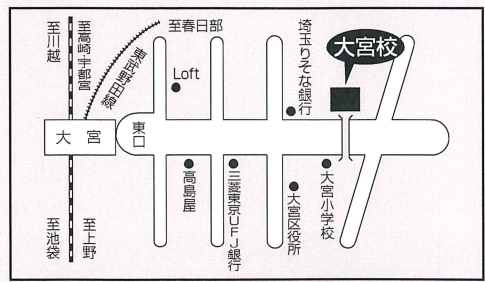 至川越
至高崎・宇都宮
東武野田線
至春日部
Loft
埼玉りそな銀行
大宮校
大宮
東口
高島屋
三菱東京UFJ銀行
大宮区役所
大宮小学校
至池袋
至上野